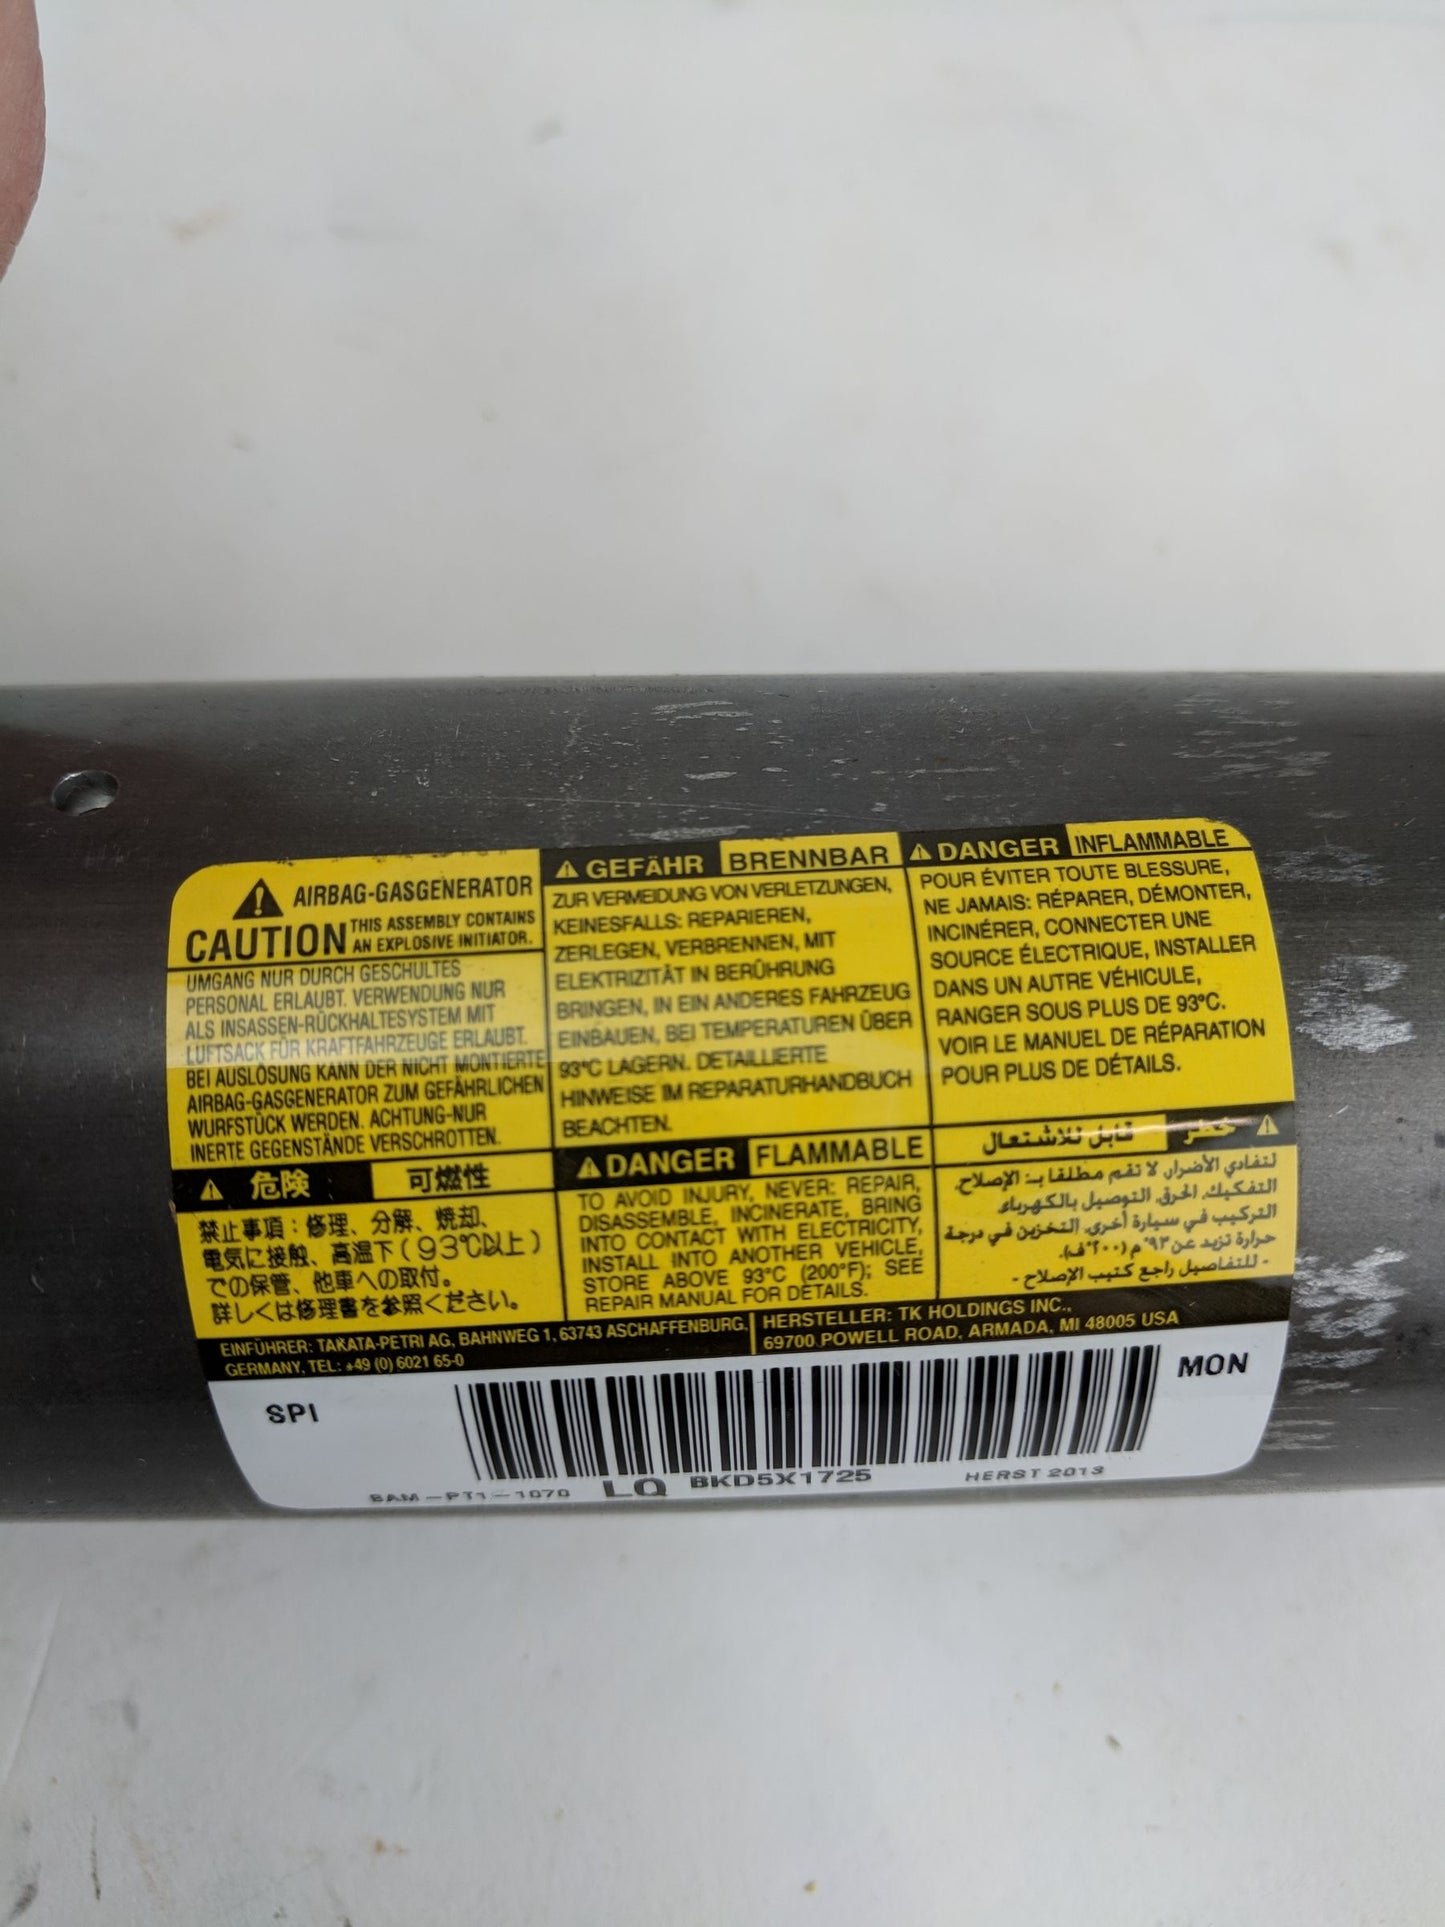 AIRBAG-GASGENERATOR
CAUTION THIS ASSEMBLY CONTAINS
AN EXPLOSIVE INITIATOR.
UMGANG NUR DURCH GESCHULTES
PERSONAL ERLAUBT. VERWENDUNG NUR
ALS INSASSEN-RÜCKHALTESYSTEM MIT
LUFTSACK FÜR KRAFTFAHRZEUGE ERLAUBT.
BEI AUSLÖSUNG KANN DER NICHT MONTIERTE
AIRBAG-GASGENERATOR ZUM GEFÄHRLICHEN
WURFSTÜCK WERDEN. ACHTUNG-NUR
INERTE GEGENSTÄNDE VERSCHROTTEN.
危険 可燃性
禁止事項：修理、分解、焼却、
電気に接触、高温下(93℃以上)
での保管、他車への取付。
詳しくは修理書を参照ください。
GEFÄHR BRENNBAR
ZUR VERMEIDUNG VON VERLETZUNGEN,
KEINESFALLS: REPARIEREN,
ZERLEGEN, VERBRENNEN, MIT
ELEKTRIZITÄT IN BERÜHRUNG
BRINGEN, IN EIN ANDERES FAHRZEUG
EINBAUEN, BEI TEMPERATUREN ÜBER
93°C LAGERN. DETAILLIERTE
HINWEISE IM REPARATURHANDBUCH
BEACHTEN.
DANGER FLAMMABLE
TO AVOID INJURY, NEVER: REPAIR,
DISASSEMBLE, INCINERATE, BRING
INTO CONTACT WITH ELECTRICITY,
INSTALL INTO ANOTHER VEHICLE,
STORE ABOVE 93°C (200°F); SEE
REPAIR MANUAL FOR DETAILS.
DANGER INFLAMMABLE
POUR ÉVITER TOUTE BLESSURE,
NE JAMAIS: RÉPARER, DÉMONTER,
INCINÉRER, CONNECTER UNE
SOURCE ÉLECTRIQUE, INSTALLER
DANS UN AUTRE VÉHICULE,
RANGER SOUS PLUS DE 93°C.
VOIR LE MANUEL DE RÉPARATION
POUR PLUS DE DÉTAILS.
خطر قابل للاشتعال
لتفادي الأضرار, لا تقم مطلقا بـ: الإصلاح,
التفكيك, الحرق, التوصيل بالكهرباء,
التركيب في سيارة أخرى, التخزين في درجة
حرارة تزيد عن ٩٣° م (٢٠٠°ف).
- للتفاصيل راجع كتيب الإصلاح -
EINFÜHRER: TAKATA-PETRI AG, BAHNWEG 1, 63743 ASCHAFFENBURG,
GERMANY, TEL: +49 (0) 6021 65-0
HERSTELLER: TK HOLDINGS INC.,
69700 POWELL ROAD, ARMADA, MI 48005 USA
SPI
MON
BAM-PT1-1070 LQ BKD5X1725 HERST 2013